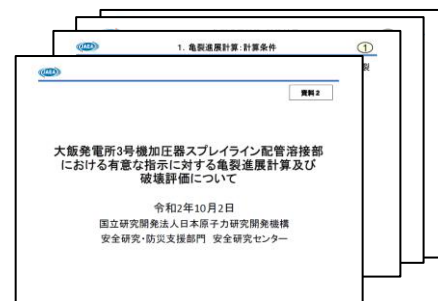 JAEA
1. 亀裂進展計算:計算条件
①
裂
JAEA
資料2
大飯発電所3号機加圧器スプレイライン配管溶接部
における有意な指示に対する亀裂進展計算及び
破壊評価について
令和2年10月2日
国立研究開発法人日本原子力研究開発機構
安全研究・防災支援部門 安全研究センター